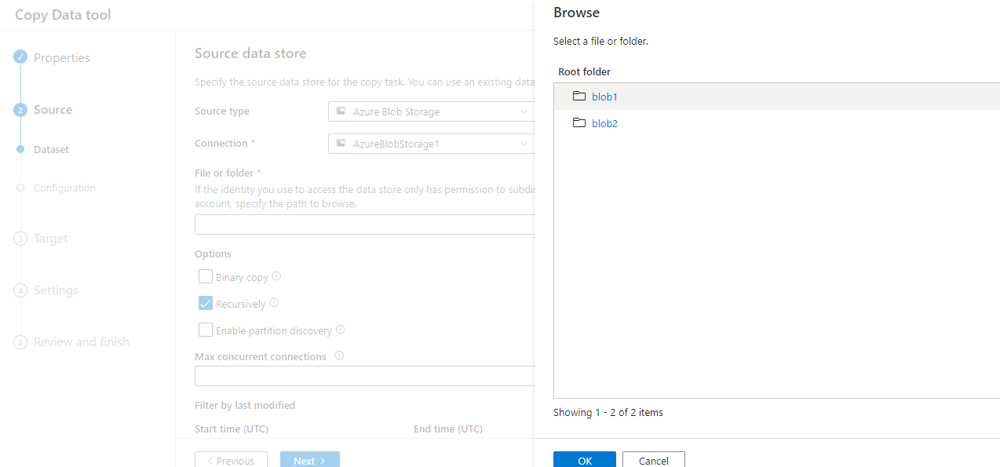 Copy Data tool
Properties
2 Source
Dataset
Configuration
3 Target
4 Settings
5 Review and finish
Source data store
Specify the source data store for the copy task. You can use an existing data
Source type
Azure Blob Storage
Connection *
AzureBlobStorage1
File or folder *
If the identity you use to access the data store only has permission to subdi
account, specify the path to browse.
Options
Binary copy
Recursively
Enable partition discovery
Max concurrent connections
Filter by last modified
Start time (UTC) End time (UTC)
< Previous Next >
Browse
Select a file or folder.
Root folder
blob1
blob2
Showing 1 - 2 of 2 items
OK Cancel